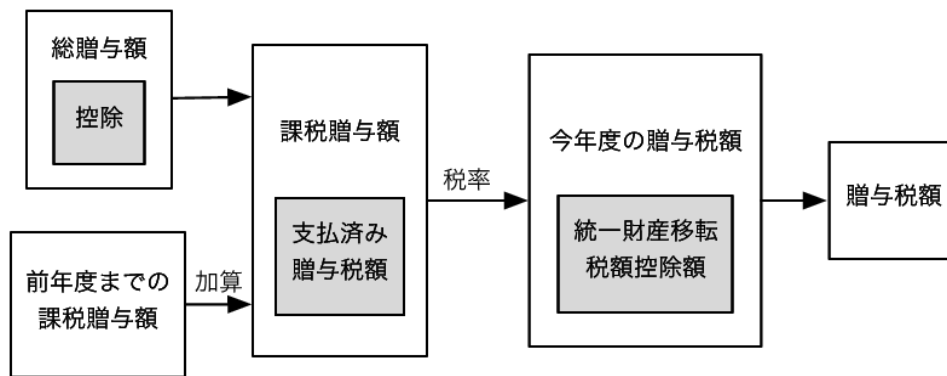 総贈与額
控除
前年度までの
課税贈与額
加算
課税贈与額
支払済み
贈与税額
税率
今年度の贈与税額
統一財産移転
税額控除額
贈与税額